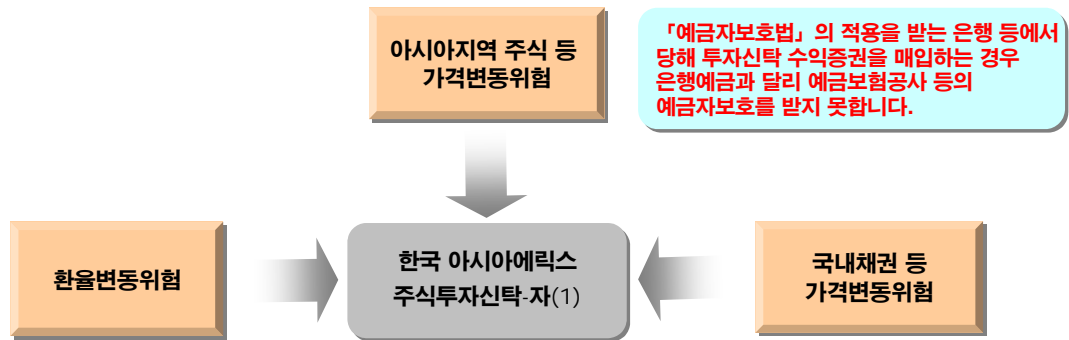 아시아지역 주식 등
가격변동위험
「예금자보호법」의 적용을 받는 은행 등에서
당해 투자신탁 수익증권을 매입하는 경우
은행예금과 달리 예금보험공사 등의
예금자보호를 받지 못합니다.
환율변동위험
한국 아시아에릭스
주식투자신탁-자(1)
국내채권 등
가격변동위험